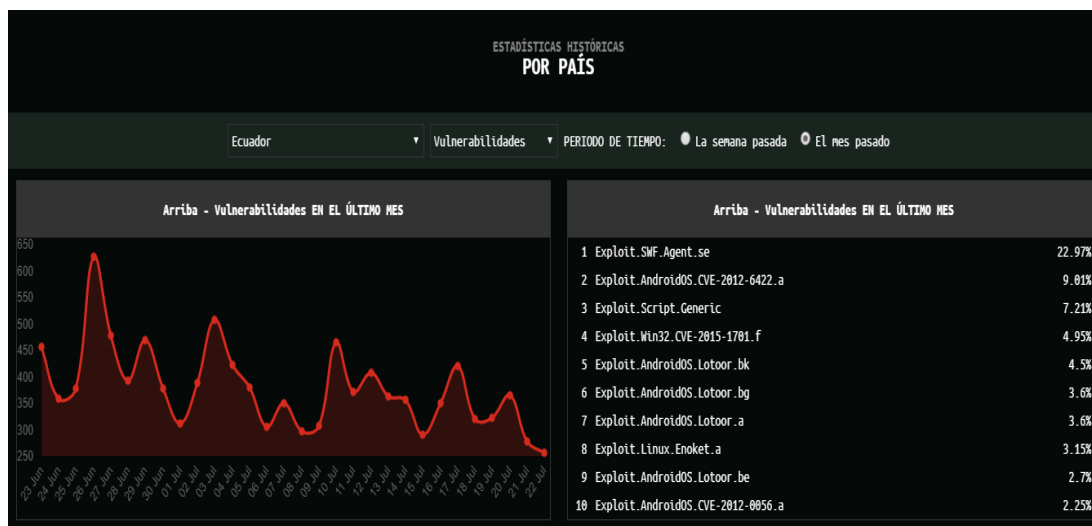 ESTADÍSTICAS HISTÓRICAS
POR PAÍS
Ecuador ▼ Vulnerabilidades ▼ PERIODO DE TIEMPO: La semana pasada El mes pasado
Arriba - Vulnerabilidades EN EL ÚLTIMO MES
650
600
550
500
450
400
350
300
250
23 Jun 24 Jun 25 Jun 26 Jun 27 Jun 28 Jun 29 Jun 30 Jun 01 Jul 02 Jul 03 Jul 04 Jul 05 Jul 06 Jul 07 Jul 08 Jul 09 Jul 10 Jul 11 Jul 12 Jul 13 Jul 14 Jul 15 Jul 16 Jul 17 Jul 18 Jul 19 Jul 20 Jul 21 Jul 22 Jul
Arriba - Vulnerabilidades EN EL ÚLTIMO MES
1 Exploit.SWF.Agent.se 22.97%
2 Exploit.AndroidOS.CVE-2012-6422.a 9.01%
3 Exploit.Script.Generic 7.21%
4 Exploit.Win32.CVE-2015-1701.f 4.95%
5 Exploit.AndroidOS.Lotoor.bk 4.5%
6 Exploit.AndroidOS.Lotoor.bg 3.6%
7 Exploit.AndroidOS.Lotoor.a 3.6%
8 Exploit.Linux.Enoket.a 3.15%
9 Exploit.AndroidOS.Lotoor.be 2.7%
10 Exploit.AndroidOS.CVE-2012-0056.a 2.25%